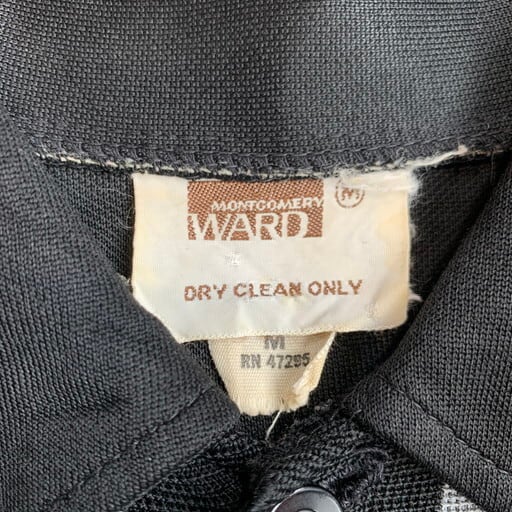 MONTGOMERY
WARD
M
DRY CLEAN ONLY
M
RN 47295